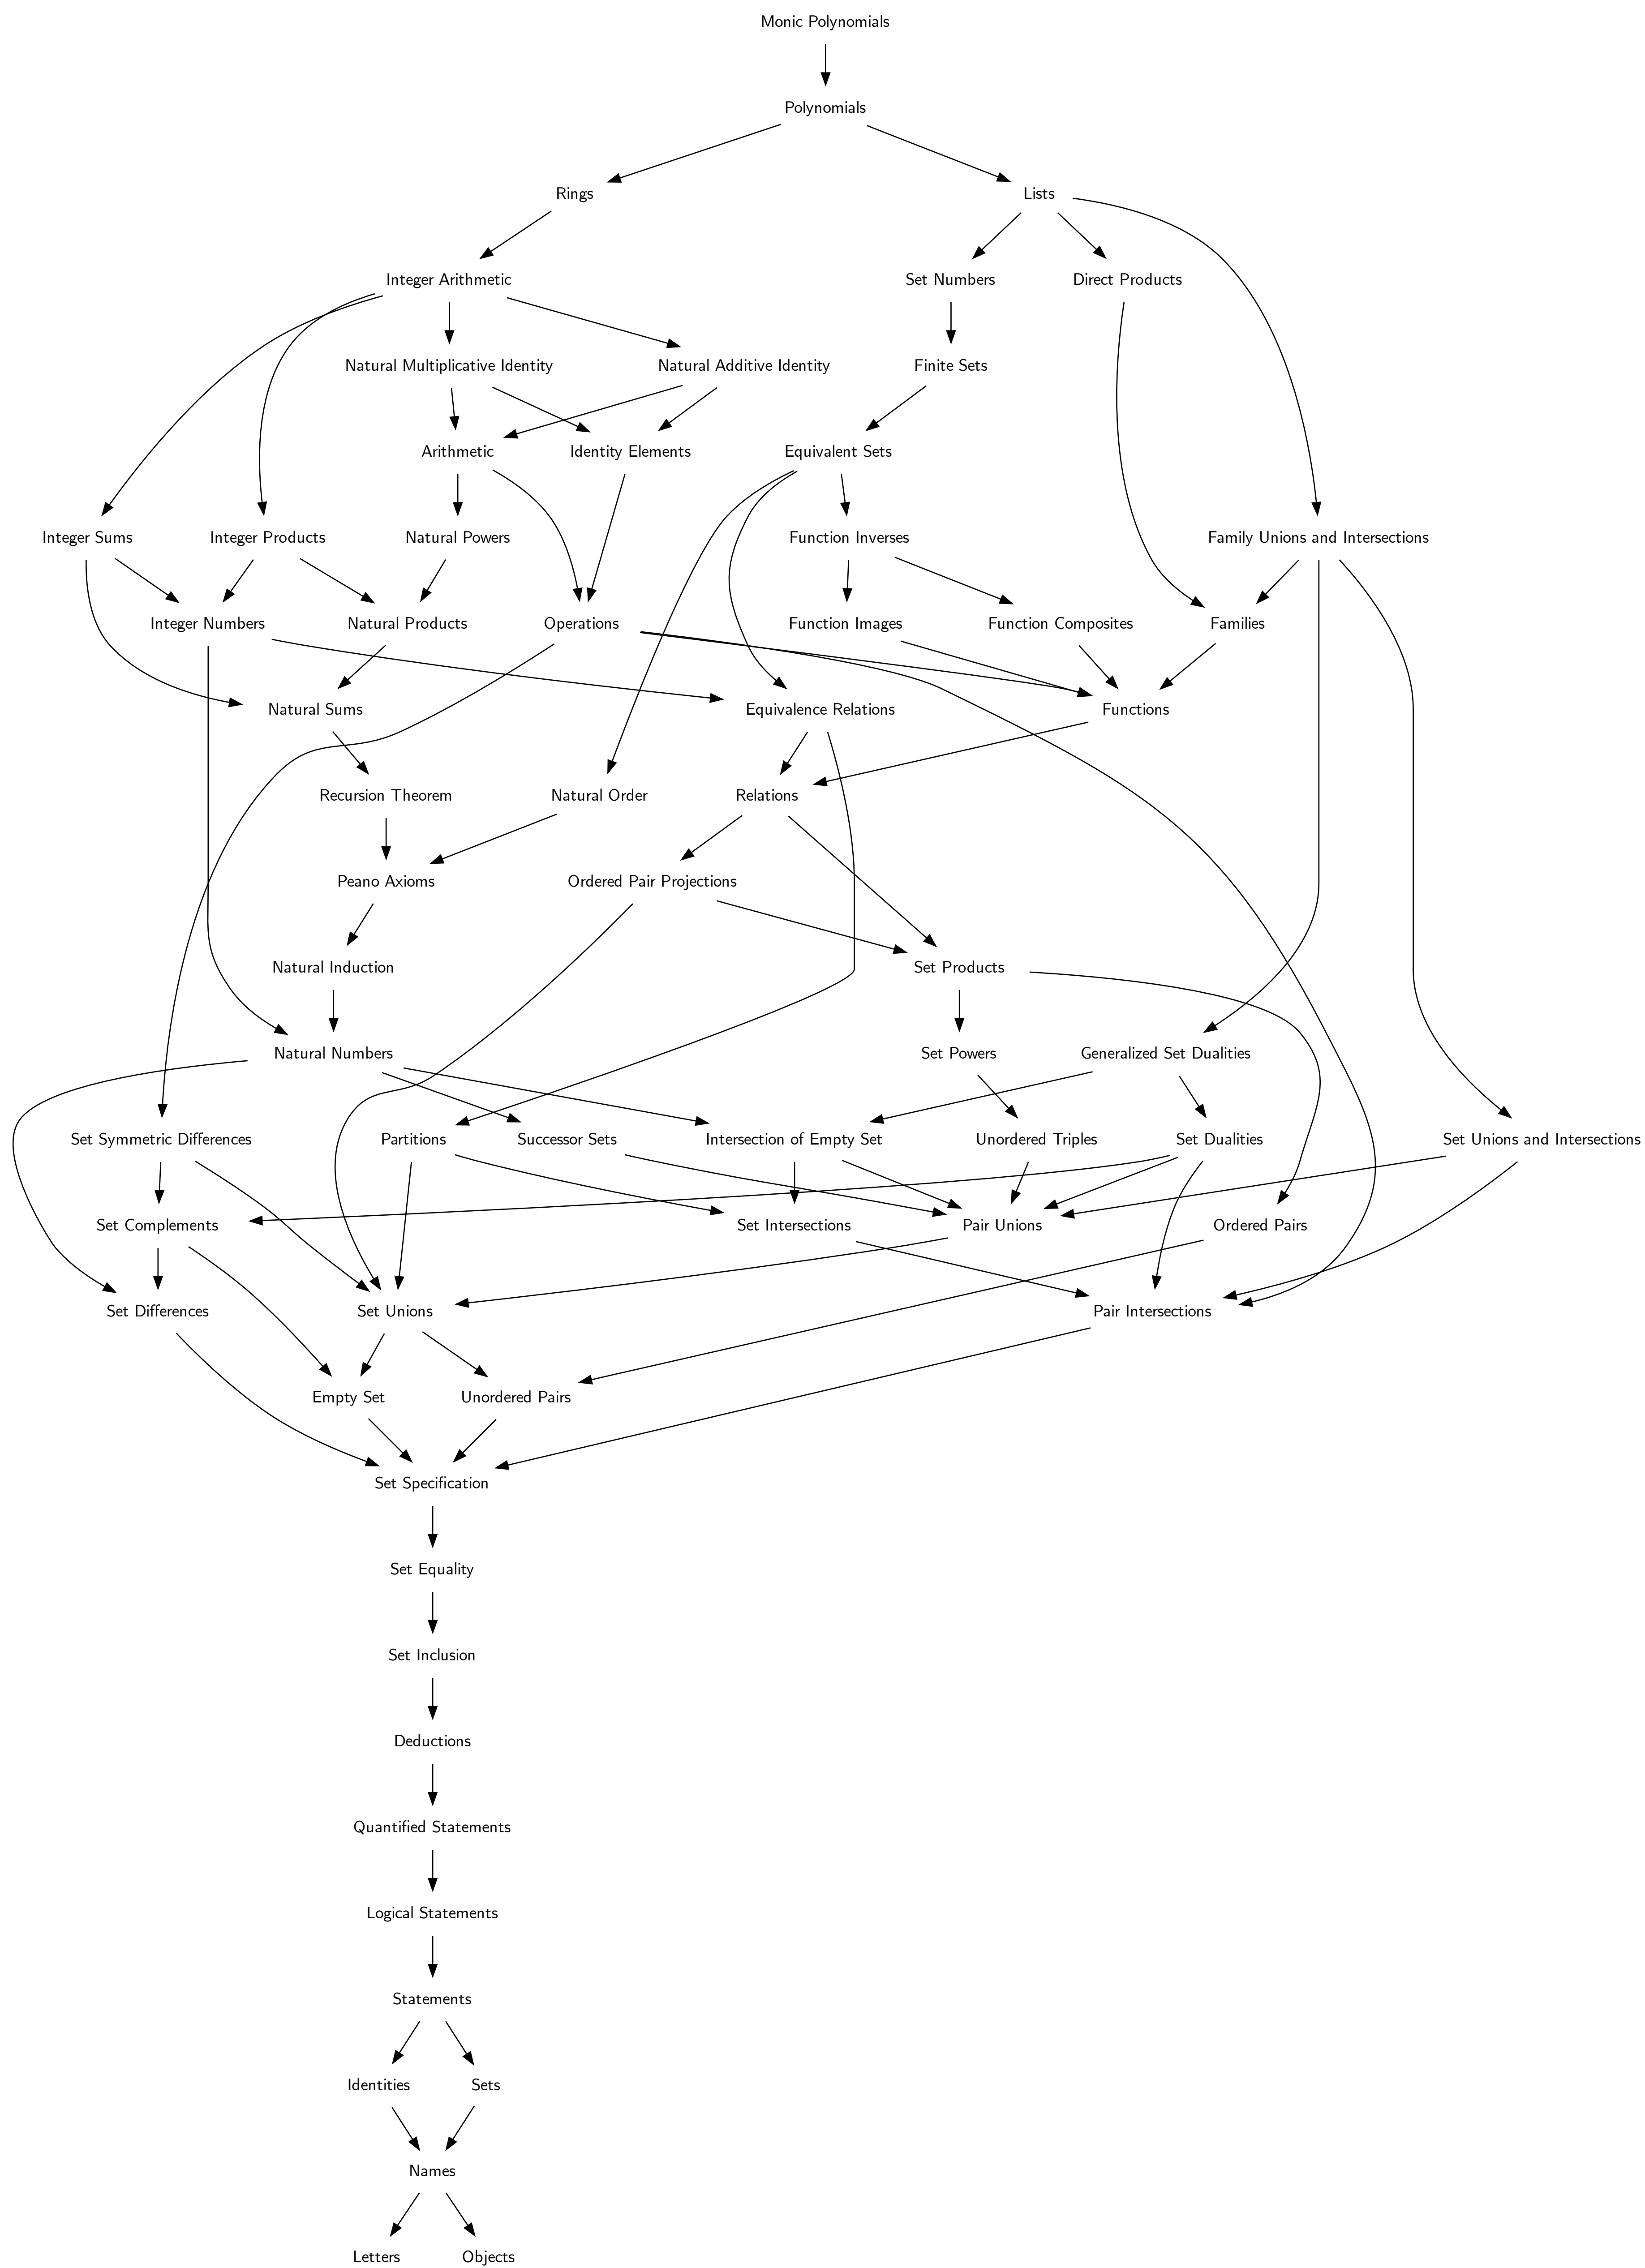 Monic Polynomials
Polynomials
Rings
Lists
Integer Arithmetic
Set Numbers
Direct Products
Natural Multiplicative Identity
Natural Additive Identity
Finite Sets
Arithmetic
Identity Elements
Equivalent Sets
Integer Sums
Integer Products
Natural Powers
Function Inverses
Family Unions and Intersections
Integer Numbers
Natural Products
Operations
Function Images
Function Composites
Families
Natural Sums
Equivalence Relations
Functions
Recursion Theorem
Natural Order
Relations
Peano Axioms
Ordered Pair Projections
Natural Induction
Set Products
Natural Numbers
Set Powers
Generalized Set Dualities
Set Symmetric Differences
Partitions
Successor Sets
Intersection of Empty Set
Unordered Triples
Set Dualities
Set Unions and Intersections
Set Complements
Set Intersections
Pair Unions
Ordered Pairs
Set Differences
Set Unions
Pair Intersections
Empty Set
Unordered Pairs
Set Specification
Set Equality
Set Inclusion
Deductions
Quantified Statements
Logical Statements
Statements
Identities
Sets
Names
Letters
Objects